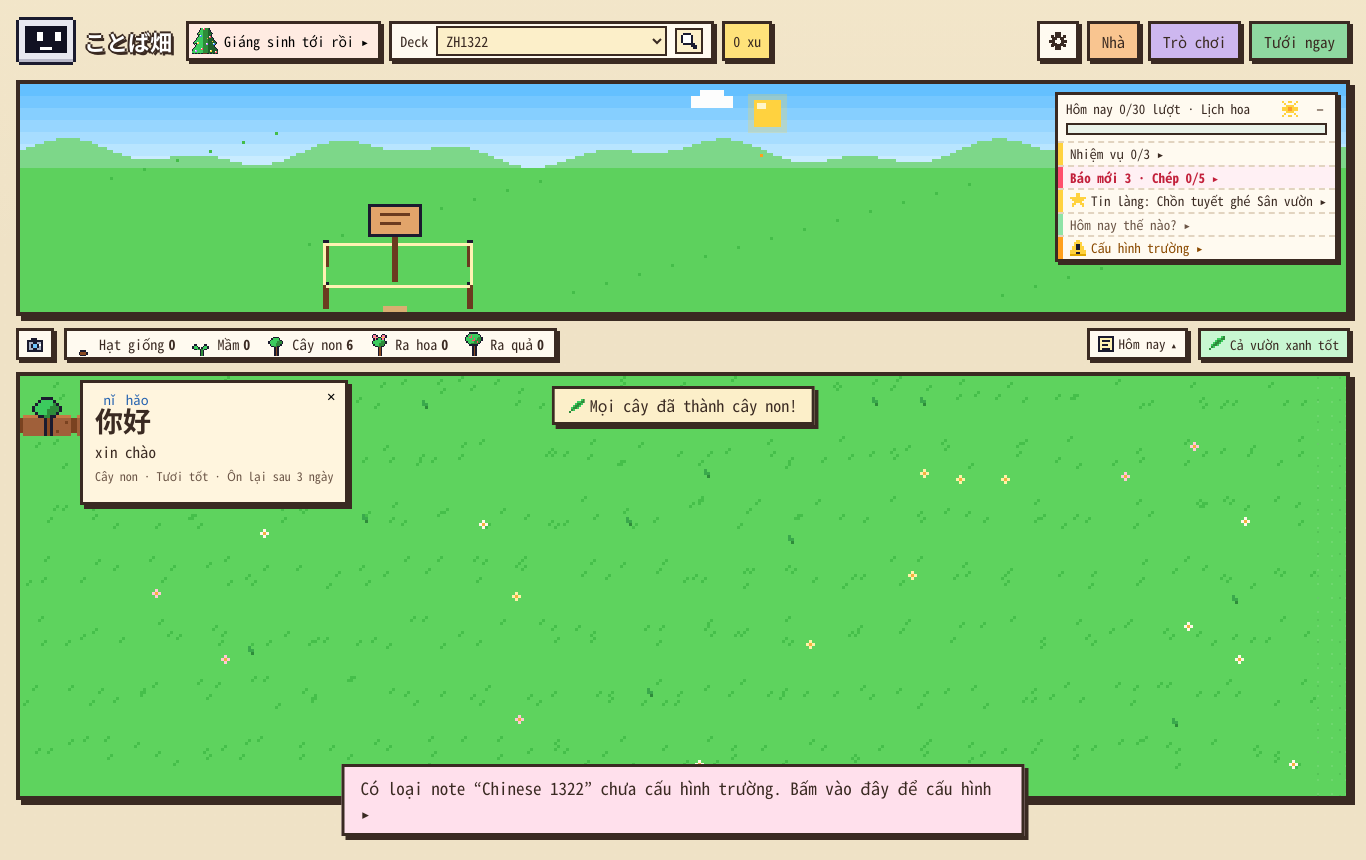 ことば畑
Giáng sinh tới rồi ▸
Deck
ZH1322
0 xu
Nhà
Trò chơi
Tưới ngay
Hôm nay 0/30 lượt · Lịch hoa
–
Nhiệm vụ 0/3 ▸
Báo mới 3 · Chép 0/5 ▸
Tin làng: Chồn tuyết ghé Sân vườn ▸
Hôm nay thế nào? ▸
Cấu hình trường ▸
Hạt giống 0
Mầm 0
Cây non 6
Ra hoa 0
Ra quả 0
Hôm nay ▴
Cả vườn xanh tốt
nǐ hǎo
×
你好
xin chào
Cây non · Tươi tốt · Ôn lại sau 3 ngày
Mọi cây đã thành cây non!
Có loại note “Chinese 1322” chưa cấu hình trường. Bấm vào đây để cấu hình
▸